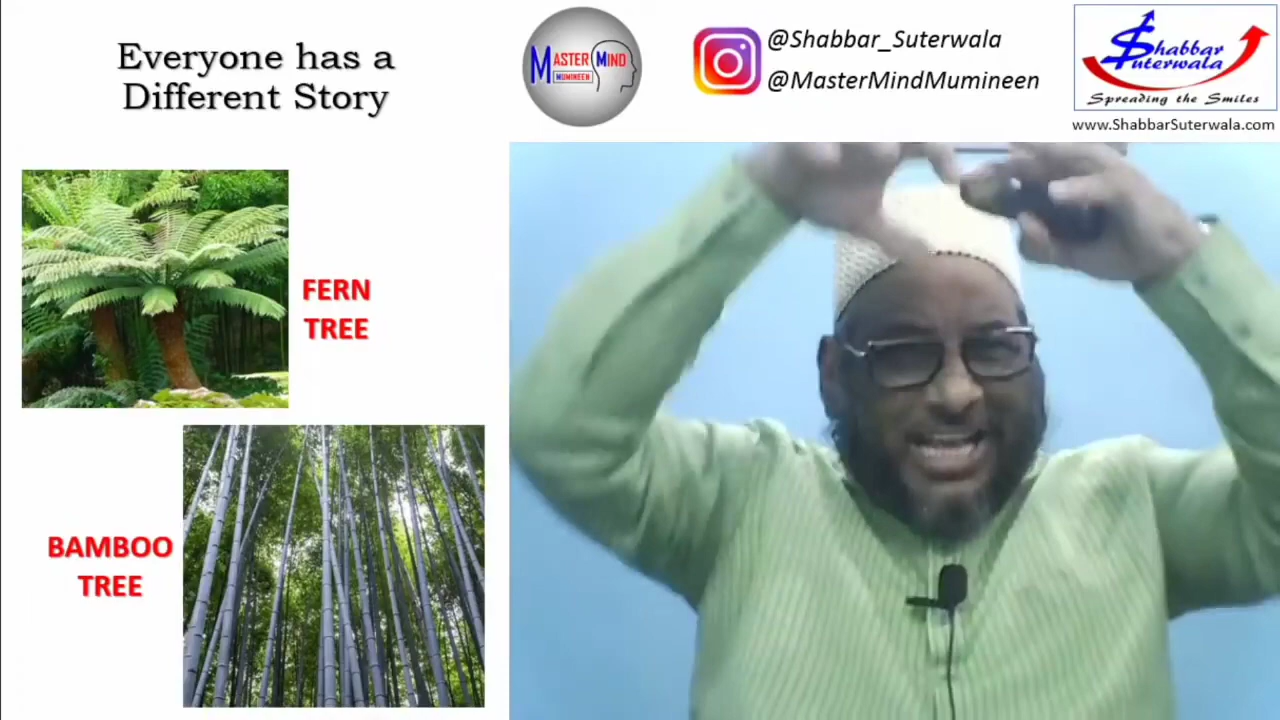 Everyone has a
Different Story
MASTER MIND
MUMINEEN
@Shabbar_Suterwala
@MasterMindMumineen
Shabbar
Suterwala
Spreading the Smiles
www.ShabbarSuterwala.com
FERN
TREE
BAMBOO
TREE